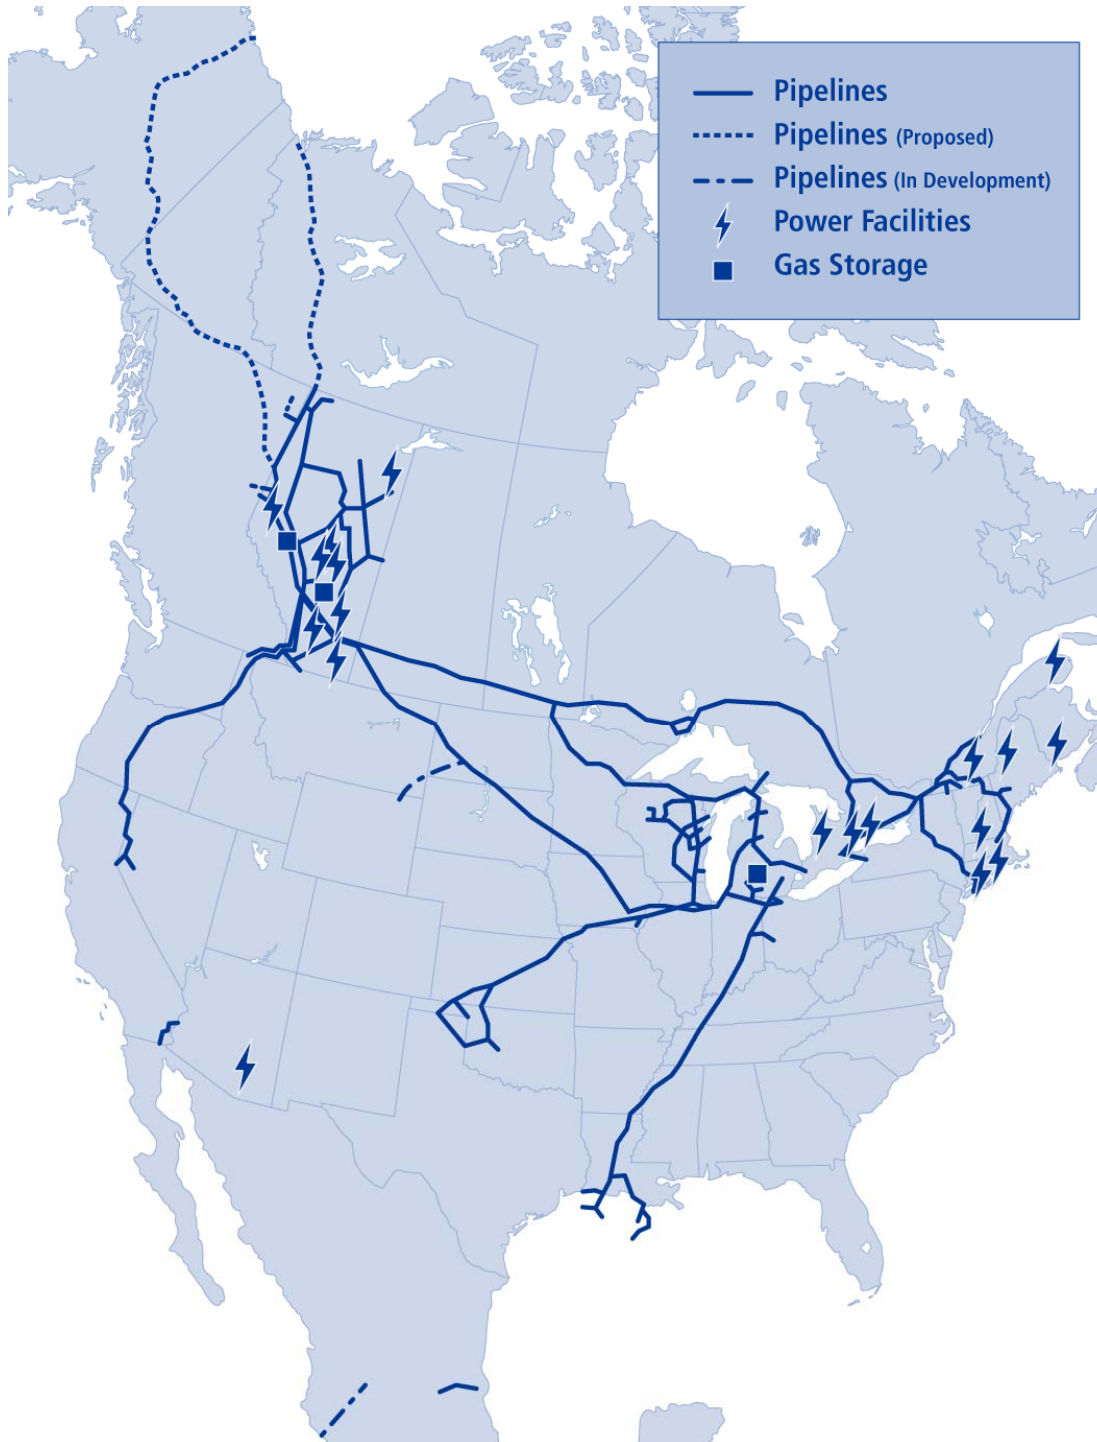 Pipelines
Pipelines (Proposed)
Pipelines (In Development)
Power Facilities
Gas Storage